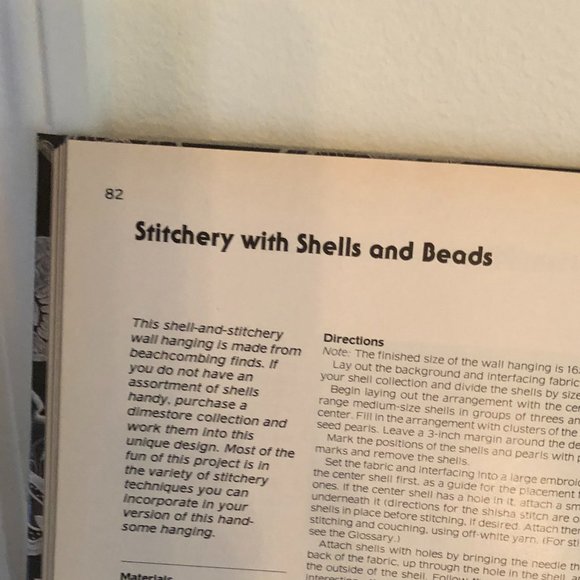 82
Stitchery with Shells and Beads
This shell-and-stitchery
wall hanging is made from
beachcombing finds. If
you do not have an
assortment of shells
handy, purchase a
dimestore collection and
work them into this
unique design. Most of the
fun of this project is in
the variety of stitchery
techniques you can
incorporate in your
version of this hand-
some hanging.
Materials
Directions
Note: The finished size of the wall hanging is 16
Lay out the background and interfacing fabric
your shell collection and divide the shells by size
Begin laying out the arrangement with the
range medium-size shells in groups of threes
center. Fill in the arrangement with clusters of the
seed pearls. Leave a 3-inch margin around the
Mark the positions of the shells and pearls with
marks and remove the shells.
Set the fabric and interfacing into a large
the center shell first, as a guide for the placement
ones. If the center shell has a hole in it, attach a
underneath it (directions for the shisha stitch are
shells in place before stitching, if desired. Attach
stitching and couching, using off-white yarn. (For
see the Glossary.)
Attach shells with holes by bringing the needle
back of the fabric, up through the hole in the shell,
the outside of the shell. Follow